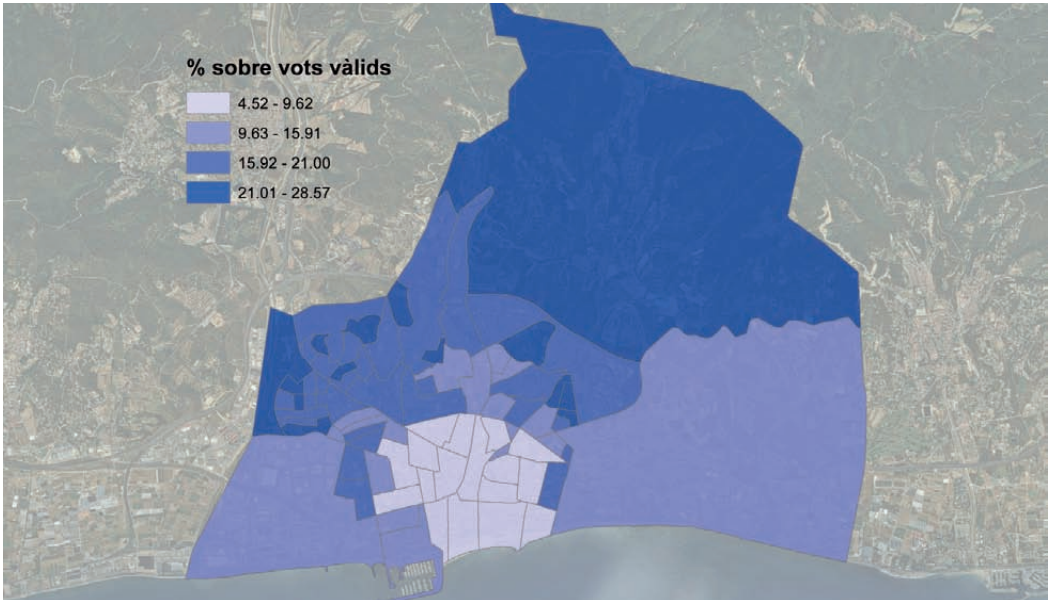 % sobre vots vàlids
4.52 - 9.62
9.63 - 15.91
15.92 - 21.00
21.01 - 28.57